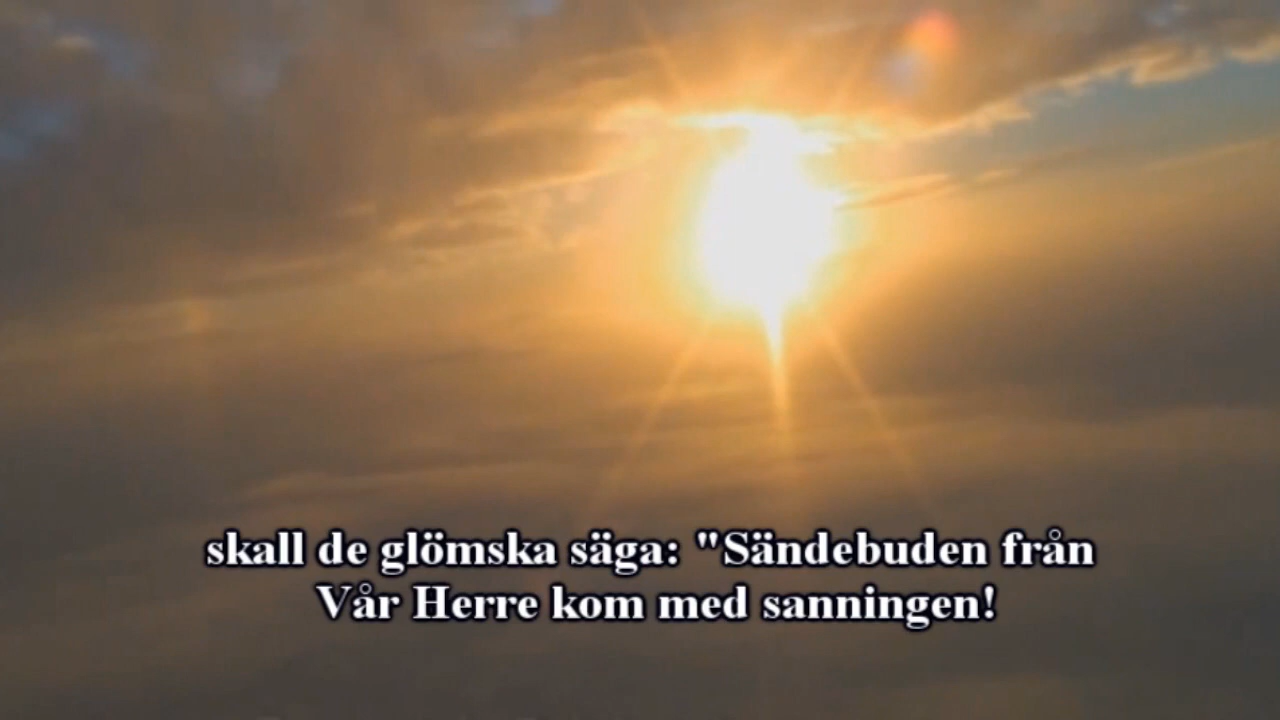 skall de glömska säga: "Sändebuden från
Vår Herre kom med sanningen!